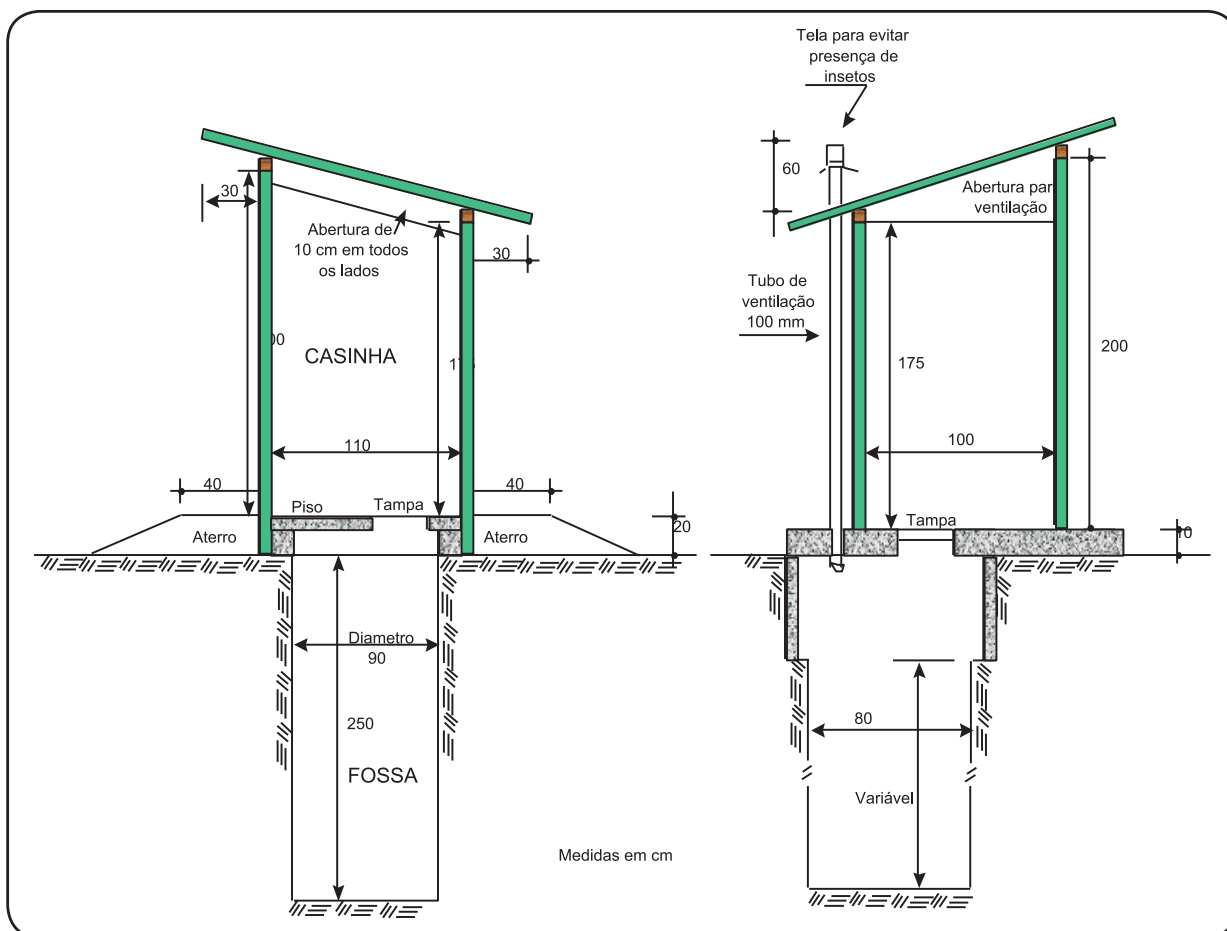 Tela para evitar
presença de
insetos
30
Abertura de
10 cm em todos
os lados
30
CASINHA
110
40
Piso
Tampa
40
Aterro
Aterro
20
Diametro
90
250
FOSSA
60
Abertura par
ventilação
Tubo de
ventilação
100 mm
175
200
100
Tampa
10
80
Variável
Medidas em cm